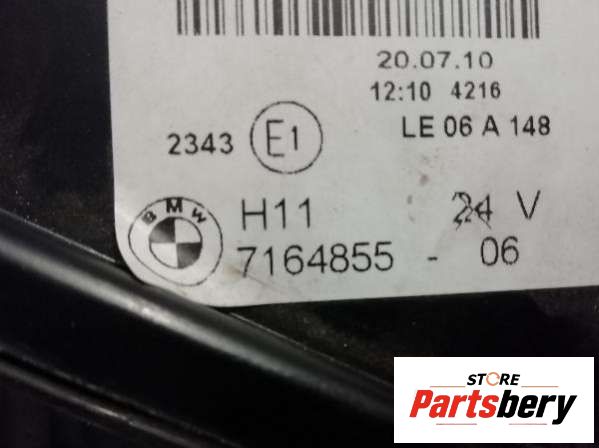 20.07.10
12:10 4216
2343 E1 LE 06 A 148
BMW H11 24 V
7164855 - 06
STORE
Partsbery